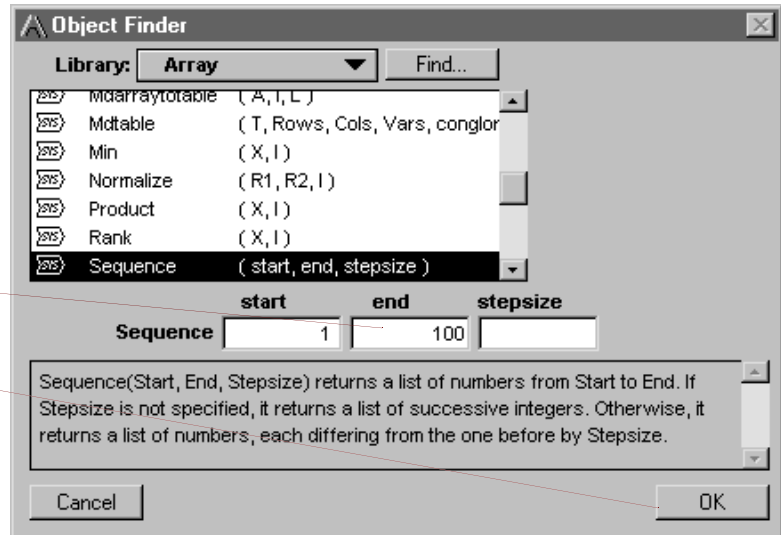 Object Finder
Library: Array Find...
Mdarraytotable ( A, I, L )
Mdtable ( T, Rows, Cols, Vars, conglor
Min ( X, I )
Normalize ( R1, R2, I )
Product ( X, I )
Rank ( X, I )
Sequence ( start, end, stepsize )
start end stepsize
Sequence 1 100
Sequence(Start, End, Stepsize) returns a list of numbers from Start to End. If
Stepsize is not specified, it returns a list of successive integers. Otherwise, it
returns a list of numbers, each differing from the one before by Stepsize.
Cancel OK